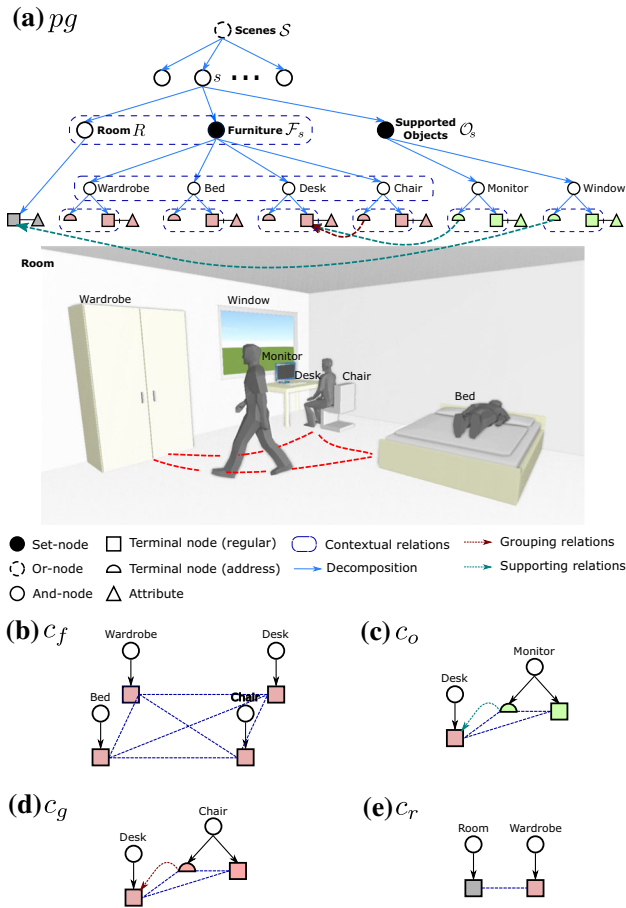 (a) pg
Scenes S
s
Room R
Furniture F_s
Supported
Objects O_s
Wardrobe Bed Desk Chair Monitor Window
Room
Wardrobe
Window
Monitor
Desk
Chair
Bed
Set-node
Terminal node (regular)
Contextual relations
Grouping relations
Or-node
Terminal node (address)
Decomposition
Supporting relations
And-node
Attribute
(b) c_f
Wardrobe
Desk
Bed
Chair
(c) c_o
Monitor
Desk
(d) c_g
Chair
Desk
(e) c_r
Room
Wardrobe